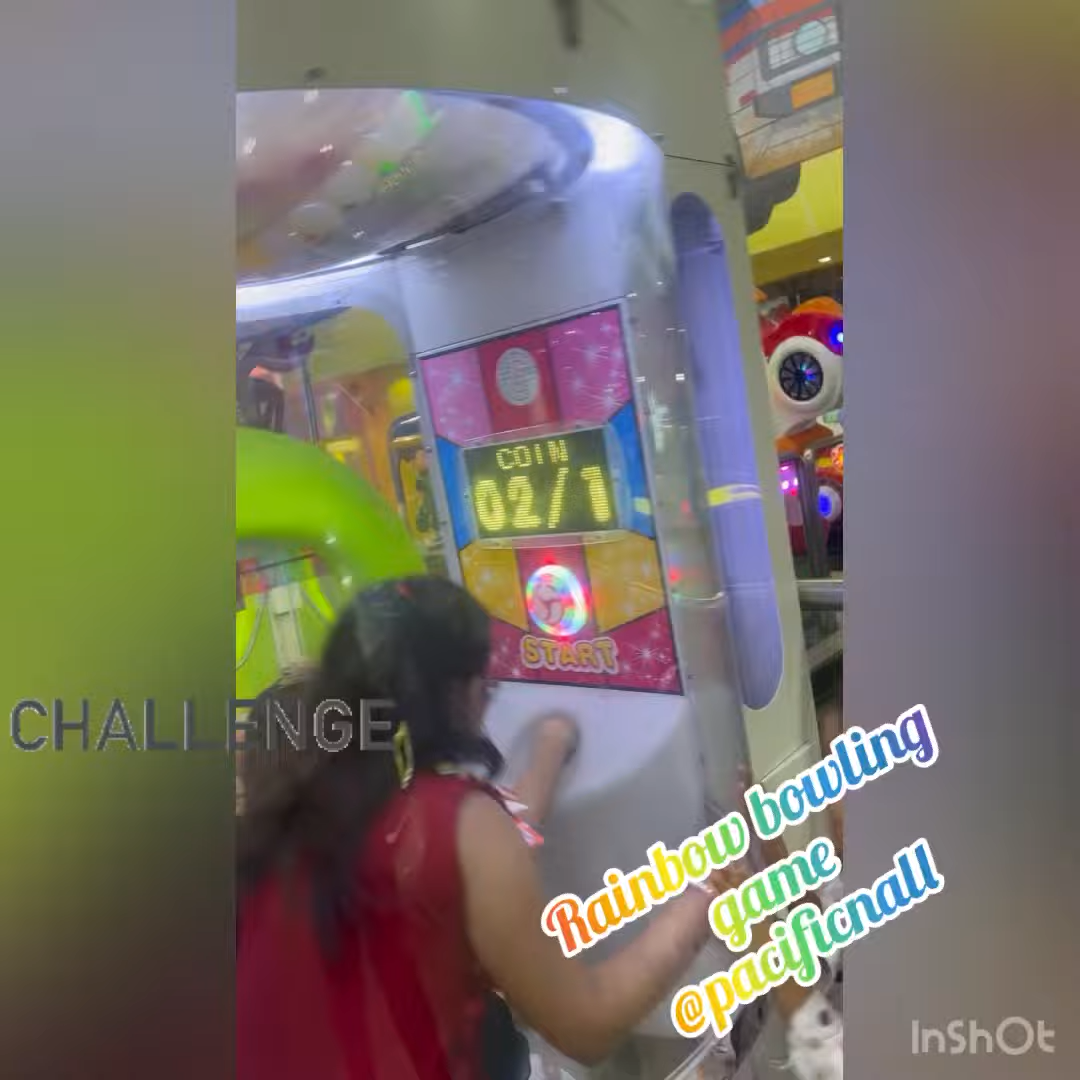 COIN
02/1
START
CHALLENGE
Rainbow bowling
game
@pacificnall
InShOt